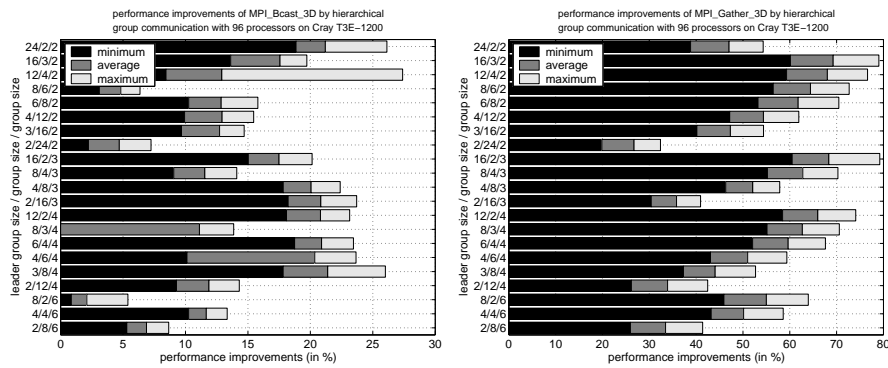 performance improvements of MPI_Bcast_3D by hierarchical
group communication with 96 processors on Cray T3E-1200
leader group size / group size / group size
24/2/2
16/3/2
12/4/2
8/6/2
6/8/2
4/12/2
3/16/2
2/24/2
16/2/3
8/4/3
4/8/3
2/16/3
12/2/4
8/3/4
6/4/4
4/6/4
3/8/4
2/12/4
8/2/6
4/4/6
2/8/6
minimum
average
maximum
0 5 10 15 20 25 30
performance improvements (in %)
performance improvements of MPI_Gather_3D by hierarchical
group communication with 96 processors on Cray T3E-1200
leader group size / group size / group size
24/2/2
16/3/2
12/4/2
8/6/2
6/8/2
4/12/2
3/16/2
2/24/2
16/2/3
8/4/3
4/8/3
2/16/3
12/2/4
8/3/4
6/4/4
4/6/4
3/8/4
2/12/4
8/2/6
4/4/6
2/8/6
minimum
average
maximum
0 10 20 30 40 50 60 70 80
performance improvements (in %)